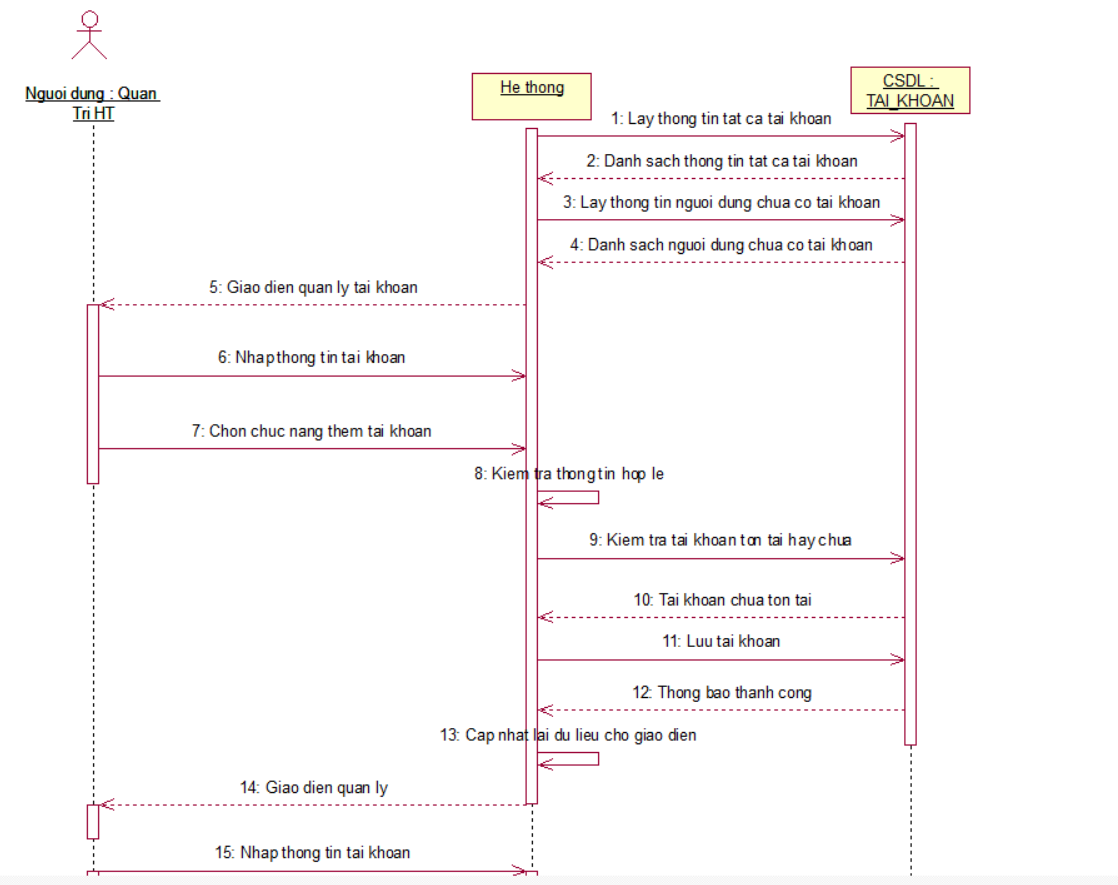 Nguoi dung : Quan
Tri HT
He thong
CSDL :
TAI_KHOAN
1: Lay thong tin tat ca tai khoan
2: Danh sach thong tin tat ca tai khoan
3: Lay thong tin nguoi dung chua co tai khoan
4: Danh sach nguoi dung chua co tai khoan
5: Giao dien quan ly tai khoan
6: Nhap thong tin tai khoan
7: Chon chuc nang them tai khoan
8: Kiem tra thong tin hop le
9: Kiem tra tai khoan ton tai hay chua
10: Tai khoan chua ton tai
11: Luu tai khoan
12: Thong bao thanh cong
13: Cap nhat lai du lieu cho giao dien
14: Giao dien quan ly
15: Nhap thong tin tai khoan